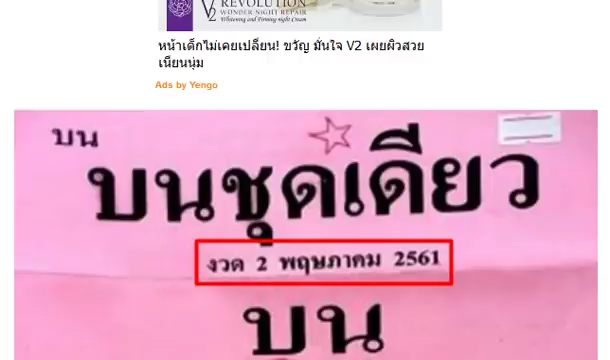 V2 REVOLUTION
WONDER NIGHT REPAIR
Whitening and Firming night Cream
หน้าเด็กไม่เคยเปลี่ยน! ขวัญ มั่นใจ V2 เผยผิวสวย
เนียนนุ่ม
Ads by Yengo
บน
บนชุดเดียว
งวด 2 พฤษภาคม 2561
บน